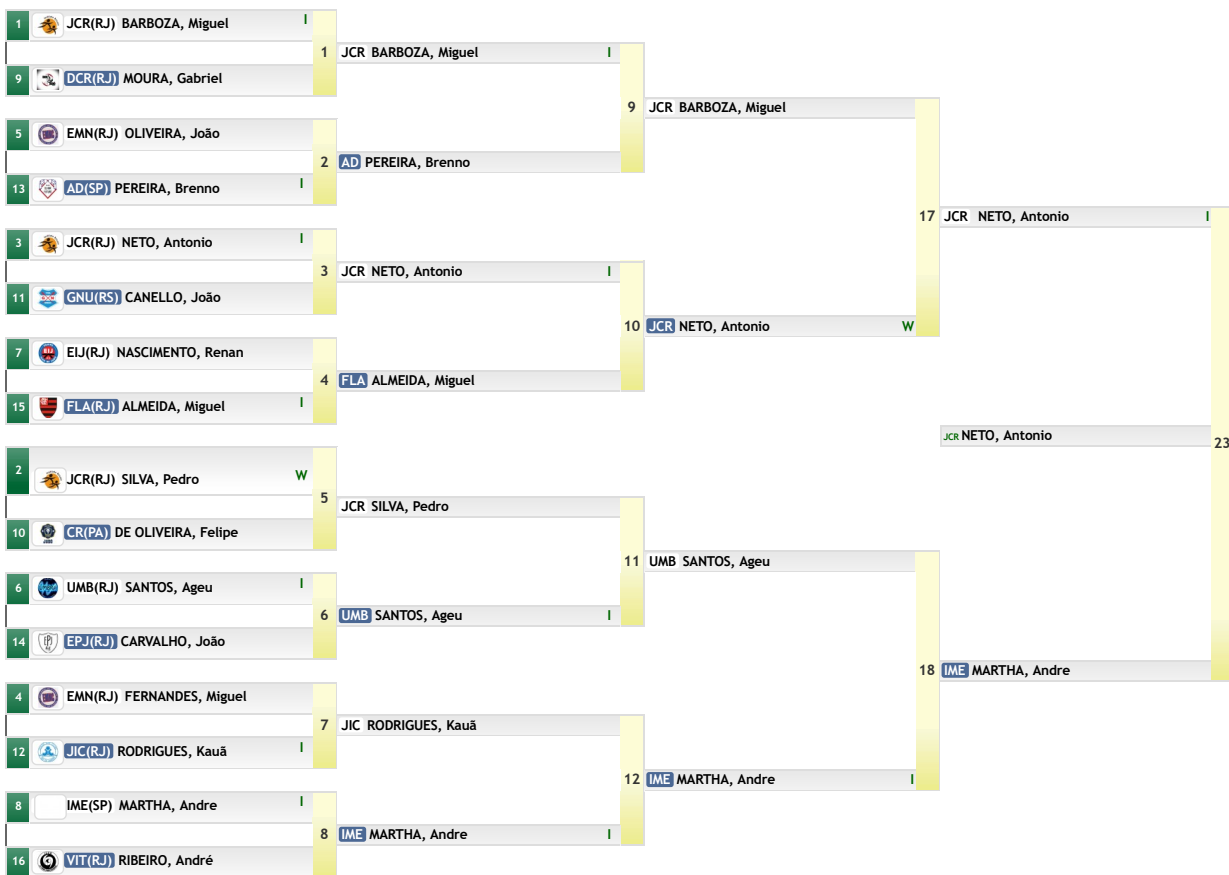 1 JCR(RJ) BARBOZA, Miguel I
1 JCR BARBOZA, Miguel I
9 DCR(RJ) MOURA, Gabriel
9 JCR BARBOZA, Miguel
5 EMN(RJ) OLIVEIRA, João
2 AD PEREIRA, Brenno
13 AD(SP) PEREIRA, Brenno I
17 JCR NETO, Antonio I
3 JCR(RJ) NETO, Antonio I
3 JCR NETO, Antonio I
11 GNU(RS) CANELLO, João
10 JCR NETO, Antonio W
7 EIJ(RJ) NASCIMENTO, Renan
4 FLA ALMEIDA, Miguel
15 FLA(RJ) ALMEIDA, Miguel I
JCR NETO, Antonio
23
2 JCR(RJ) SILVA, Pedro W
5 JCR SILVA, Pedro
10 CR(PA) DE OLIVEIRA, Felipe
11 UMB SANTOS, Ageu
6 UMB(RJ) SANTOS, Ageu I
6 UMB SANTOS, Ageu I
14 EPJ(RJ) CARVALHO, João
18 IME MARTHA, Andre
4 EMN(RJ) FERNANDES, Miguel
7 JIC RODRIGUES, Kauã
12 JIC(RJ) RODRIGUES, Kauã I
12 IME MARTHA, Andre I
8 IME(SP) MARTHA, Andre I
8 IME MARTHA, Andre I
16 VIT(RJ) RIBEIRO, André